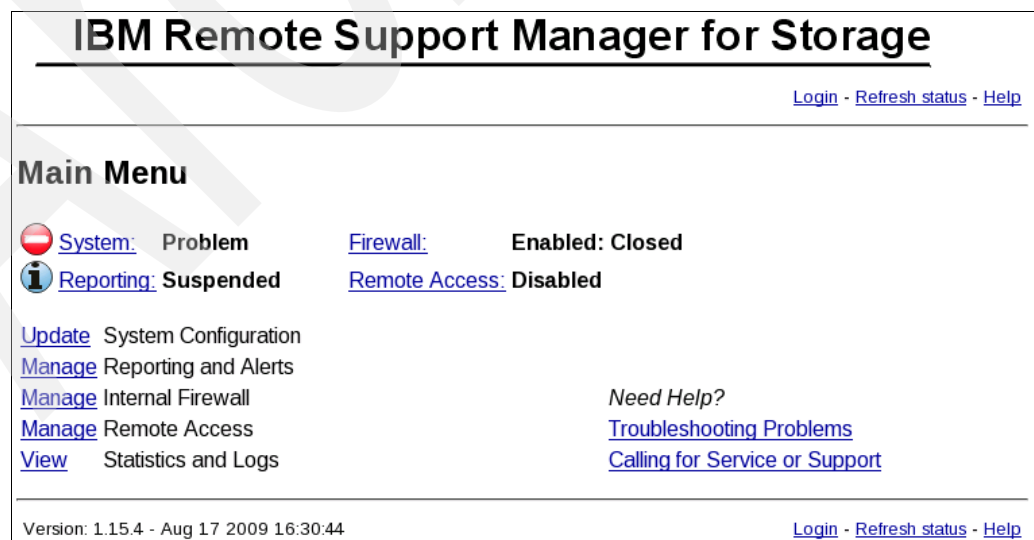 IBM Remote Support Manager for Storage
Login - Refresh status - Help
Main Menu
System: Problem Firewall: Enabled: Closed
Reporting: Suspended Remote Access: Disabled
Update System Configuration
Manage Reporting and Alerts
Manage Internal Firewall Need Help?
Manage Remote Access Troubleshooting Problems
View Statistics and Logs Calling for Service or Support
Version: 1.15.4 - Aug 17 2009 16:30:44 Login - Refresh status - Help